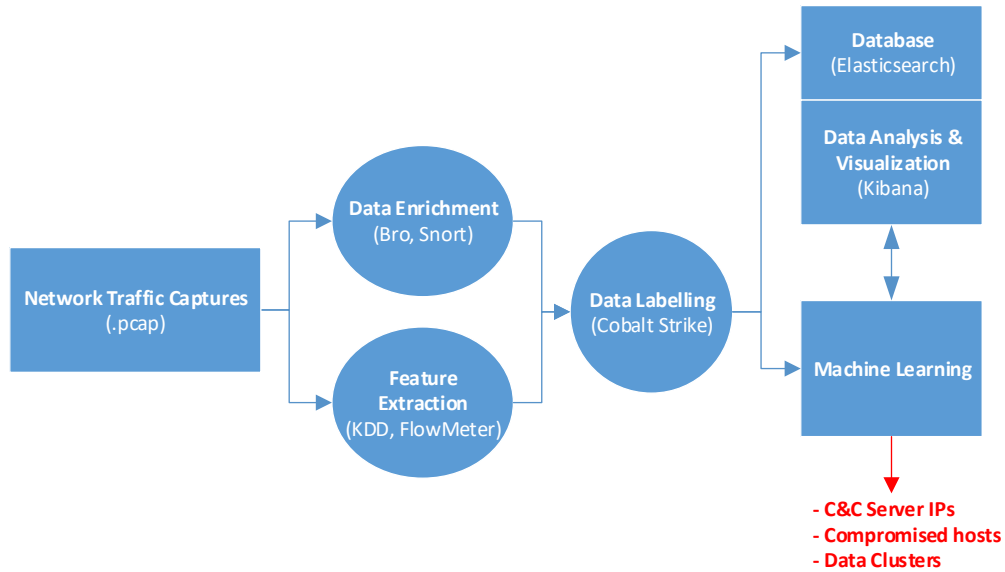 Network Traffic Captures
(.pcap)
Data Enrichment
(Bro, Snort)
Feature
Extraction
(KDD, FlowMeter)
Data Labelling
(Cobalt Strike)
Database
(Elasticsearch)
Data Analysis &
Visualization
(Kibana)
Machine Learning
- C&C Server IPs
- Compromised hosts
- Data Clusters